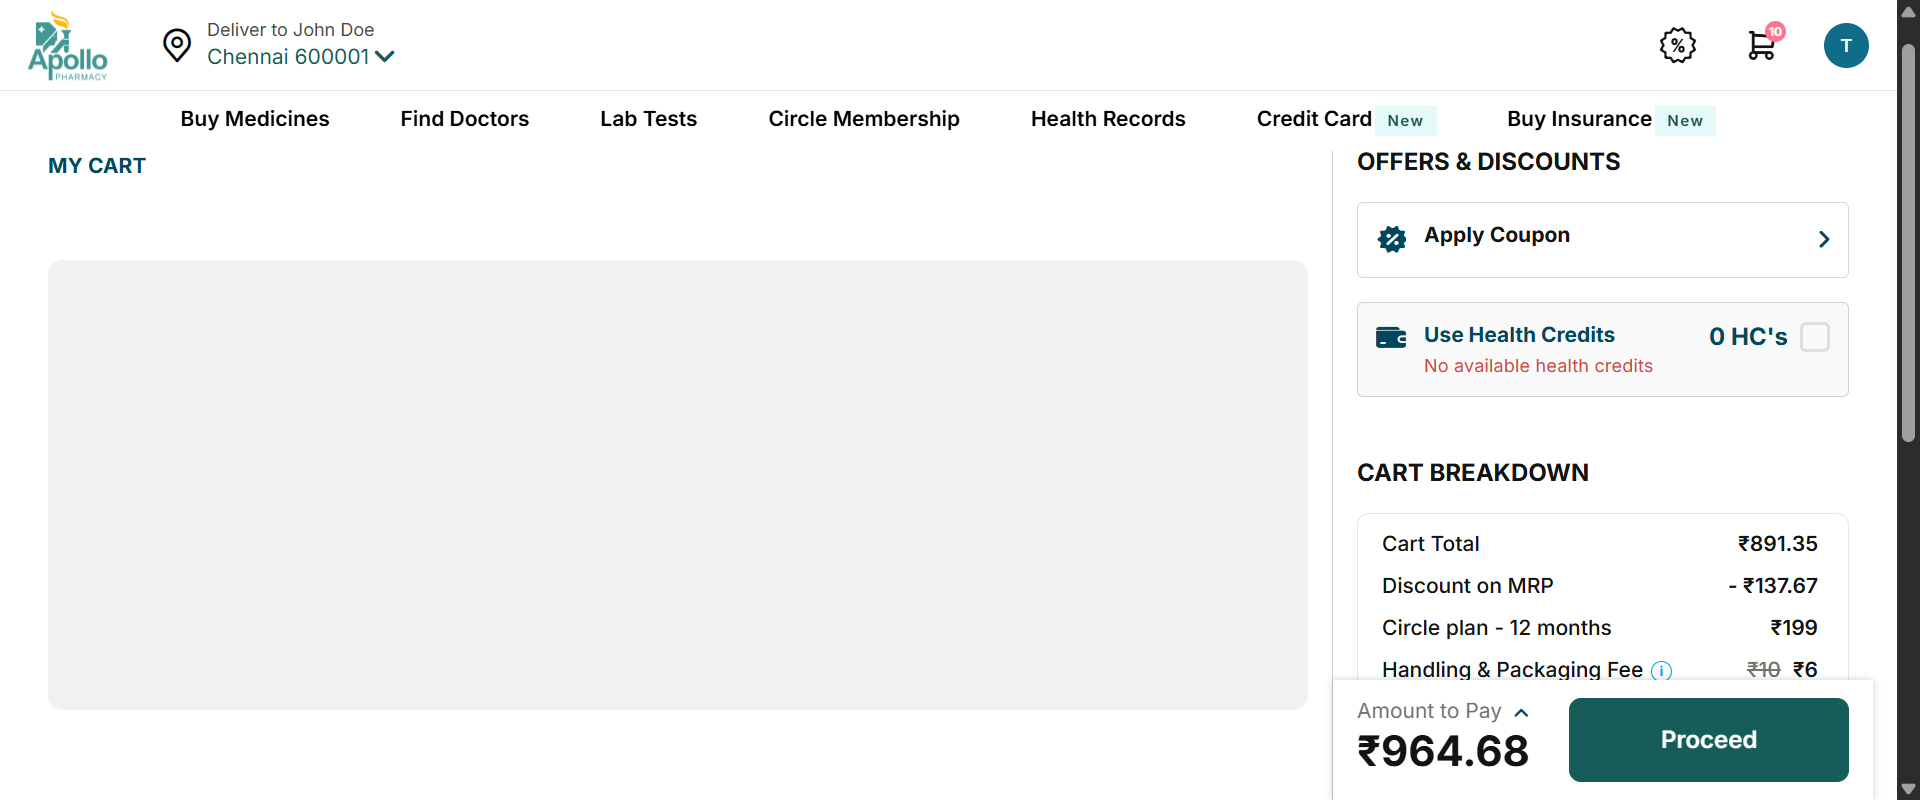 Apollo
PHARMACY
Deliver to John Doe
Chennai 600001
%
10
T
Buy Medicines
Find Doctors
Lab Tests
Circle Membership
Health Records
Credit Card New
Buy Insurance New
MY CART
OFFERS & DISCOUNTS
Apply Coupon
Use Health Credits 0 HC's
No available health credits
CART BREAKDOWN
Cart Total ₹891.35
Discount on MRP - ₹137.67
Circle plan - 12 months ₹199
Handling & Packaging Fee i ₹10 ₹6
Amount to Pay
₹964.68
Proceed